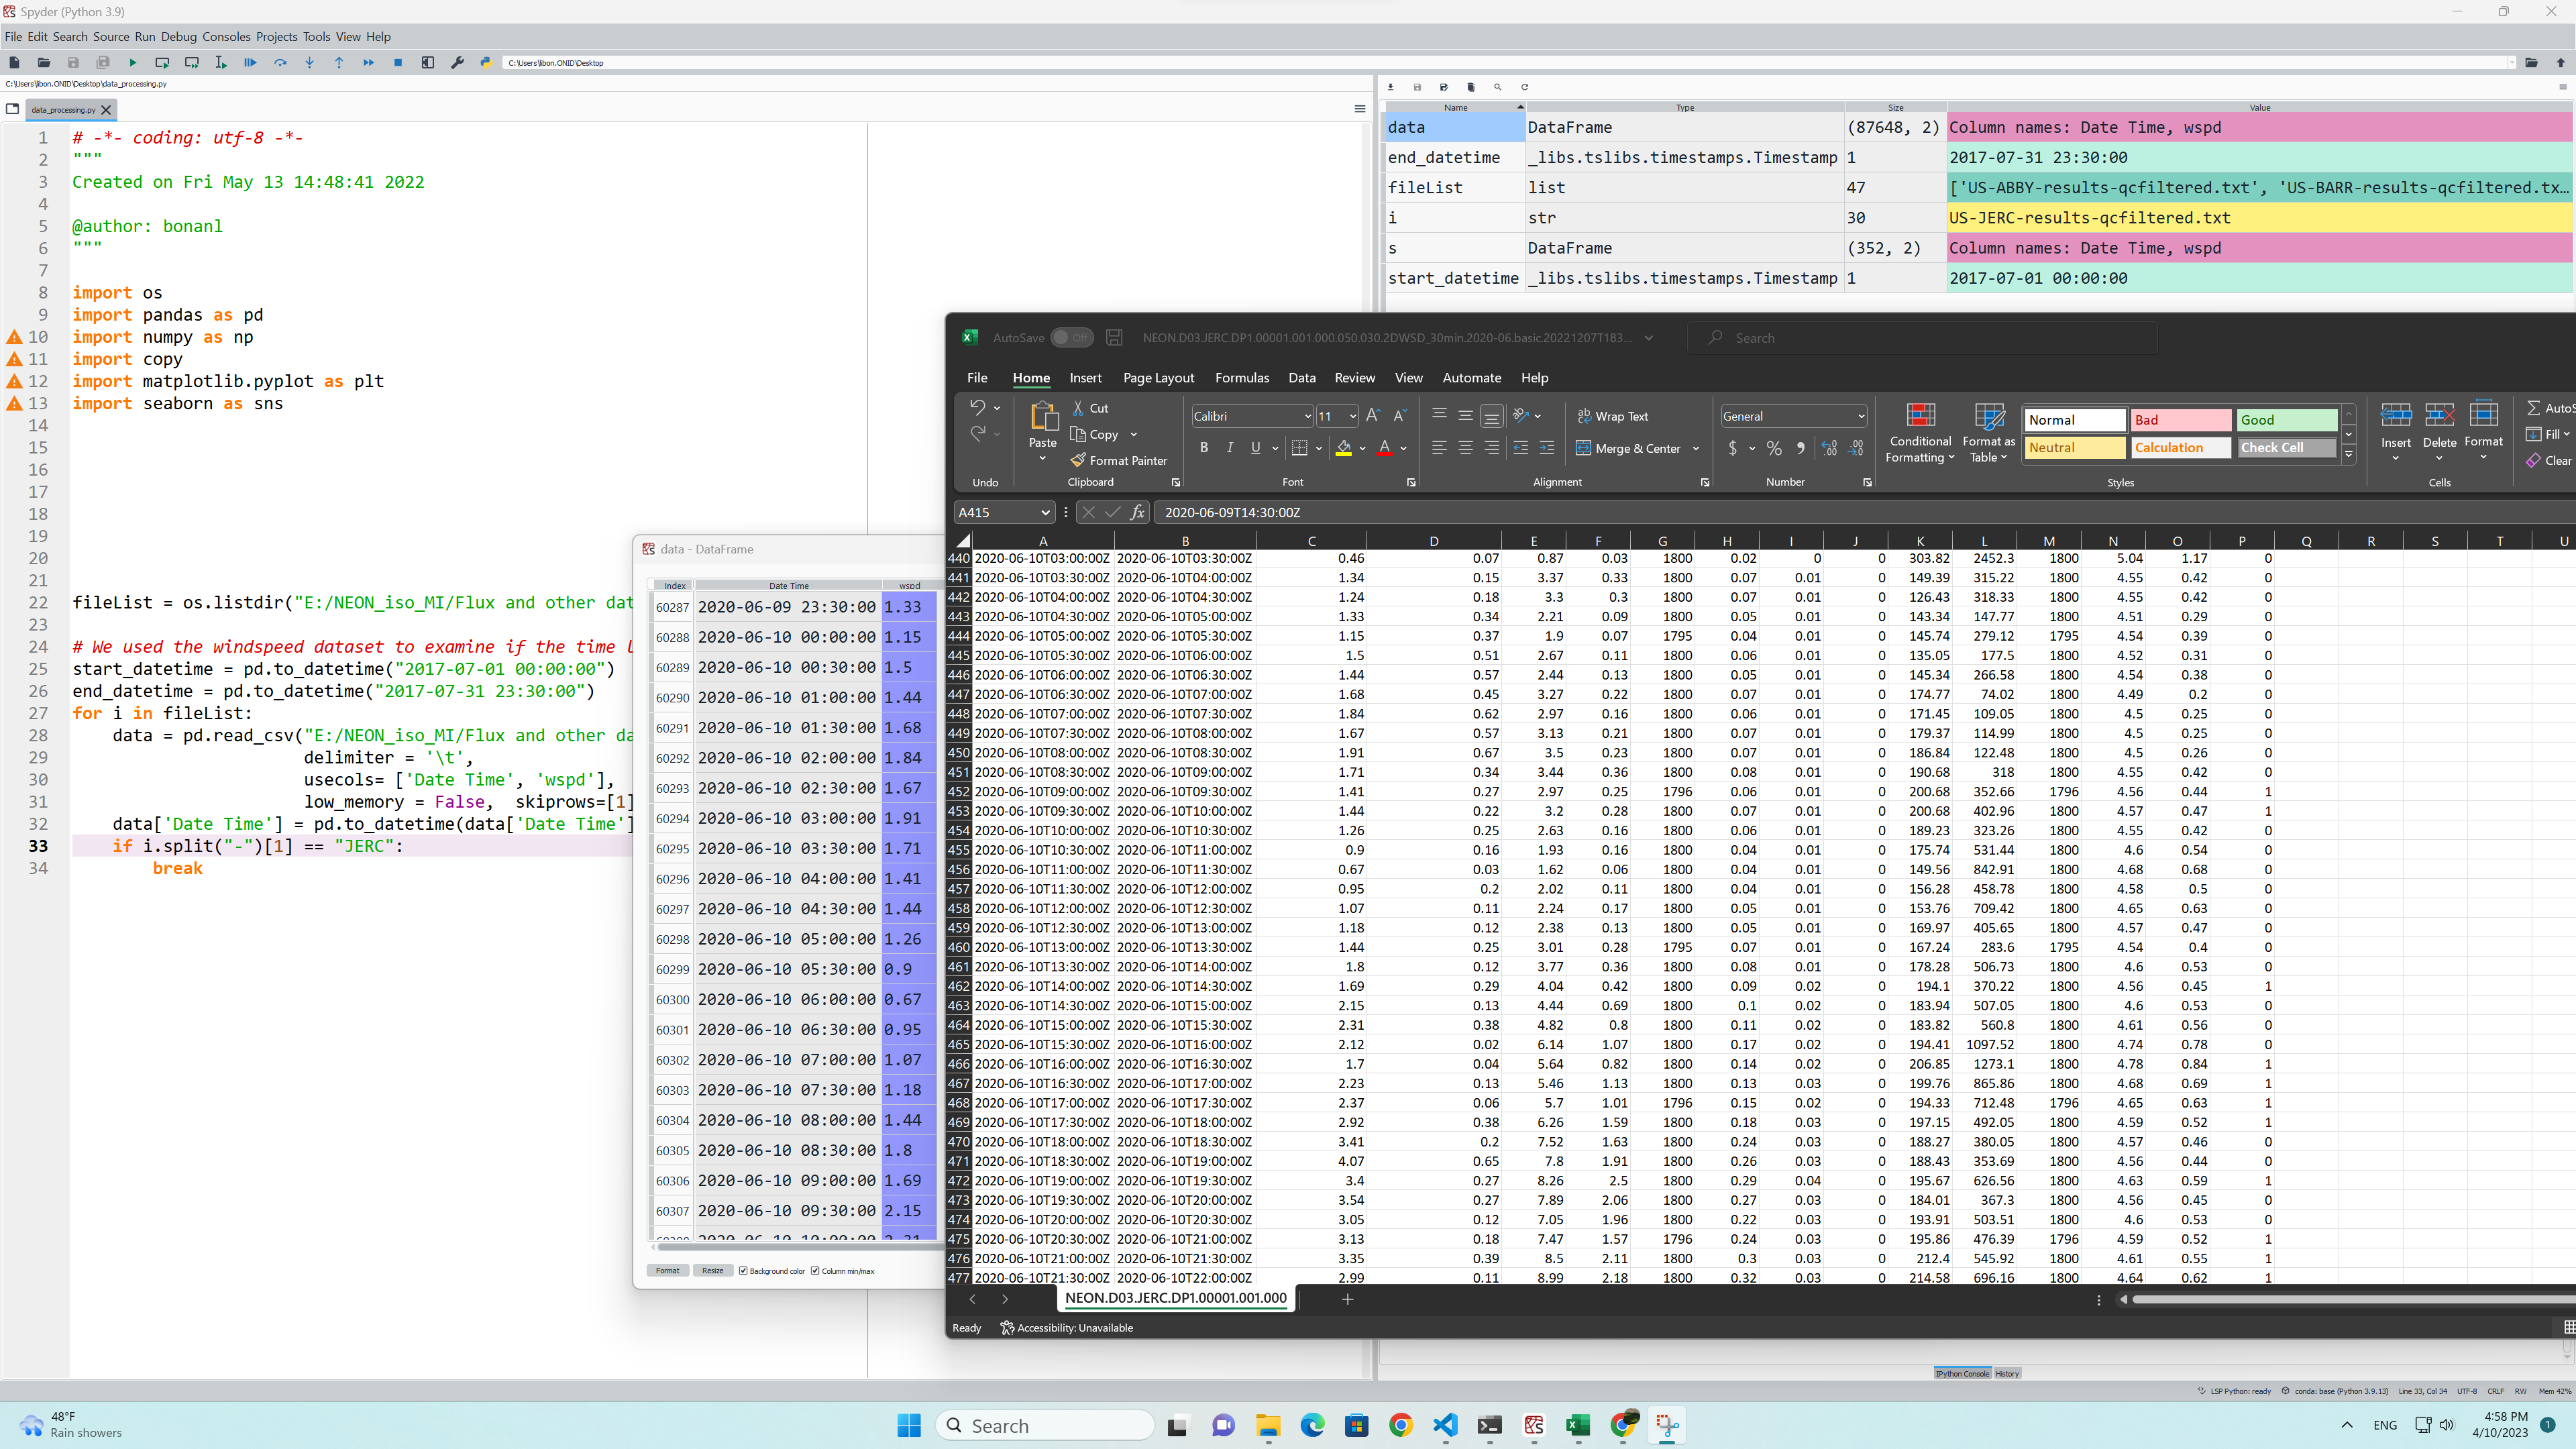 Spyder (Python 3.9)
File Edit Search Source Run Debug Consoles Projects Tools View Help
C:\Users\libon.ONID\Desktop
C:\Users\libon.ONID\Desktop\data_processing.py
data_processing.py
1 # -*- coding: utf-8 -*-
2 """
3 Created on Fri May 13 14:48:41 2022
4
5 @author: bonanl
6 """
7
8 import os
9 import pandas as pd
10 import numpy as np
11 import copy
12 import matplotlib.pyplot as plt
13 import seaborn as sns
14
15
16
17
18
19
20
21
22 fileList = os.listdir("E:/NEON_iso_MI/Flux and other dat
23
24 # We used the windspeed dataset to examine if the time l
25 start_datetime = pd.to_datetime("2017-07-01 00:00:00")
26 end_datetime = pd.to_datetime("2017-07-31 23:30:00")
27 for i in fileList:
28 data = pd.read_csv("E:/NEON_iso_MI/Flux and other da
29 delimiter = '\t',
30 usecols= ['Date Time', 'wspd'],
31 low_memory = False, skiprows=[1]
32 data['Date Time'] = pd.to_datetime(data['Date Time']
33 if i.split("-")[1] == "JERC":
34 break
Name Type Size Value
data DataFrame (87648, 2) Column names: Date Time, wspd
end_datetime _libs.tslibs.timestamps.Timestamp 1 2017-07-31 23:30:00
fileList list 47 ['US-ABBY-results-qcfiltered.txt', 'US-BARR-results-qcfiltered.tx...
i str 30 US-JERC-results-qcfiltered.txt
s DataFrame (352, 2) Column names: Date Time, wspd
start_datetime _libs.tslibs.timestamps.Timestamp 1 2017-07-01 00:00:00
data - DataFrame
Index Date Time wspd
60287 2020-06-09 23:30:00 1.33
60288 2020-06-10 00:00:00 1.15
60289 2020-06-10 00:30:00 1.5
60290 2020-06-10 01:00:00 1.44
60291 2020-06-10 01:30:00 1.68
60292 2020-06-10 02:00:00 1.84
60293 2020-06-10 02:30:00 1.67
60294 2020-06-10 03:00:00 1.91
60295 2020-06-10 03:30:00 1.71
60296 2020-06-10 04:00:00 1.41
60297 2020-06-10 04:30:00 1.44
60298 2020-06-10 05:00:00 1.26
60299 2020-06-10 05:30:00 0.9
60300 2020-06-10 06:00:00 0.67
60301 2020-06-10 06:30:00 0.95
60302 2020-06-10 07:00:00 1.07
60303 2020-06-10 07:30:00 1.18
60304 2020-06-10 08:00:00 1.44
60305 2020-06-10 08:30:00 1.8
60306 2020-06-10 09:00:00 1.69
60307 2020-06-10 09:30:00 2.15
Format Resize Background color Column min/max
AutoSave Off NEON.D03.JERC.DP1.00001.001.000.050.030.2DWSD_30min.2020-06.basic.20221207T183... Search
File Home Insert Page Layout Formulas Data Review View Automate Help
Cut Calibri 11 Wrap Text General Normal Bad Good
Paste Copy Conditional Formatting Format as Table Insert Delete Format Fill
Format Painter B I U Merge & Center $ % Neutral Calculation Check Cell Clear
Undo Clipboard Font Alignment Number Styles Cells
A415 fx 2020-06-09T14:30:00Z
A B C D E F G H I J K L M N O P Q R S T U
440 2020-06-10T03:00:00Z 2020-06-10T03:30:00Z 0.46 0.07 0.87 0.03 1800 0.02 0 0 303.82 2452.3 1800 5.04 1.17 0
441 2020-06-10T03:30:00Z 2020-06-10T04:00:00Z 1.34 0.15 3.37 0.33 1800 0.07 0.01 0 149.39 315.22 1800 4.55 0.42 0
442 2020-06-10T04:00:00Z 2020-06-10T04:30:00Z 1.24 0.18 3.3 0.3 1800 0.07 0.01 0 126.43 318.33 1800 4.55 0.42 0
443 2020-06-10T04:30:00Z 2020-06-10T05:00:00Z 1.33 0.34 2.21 0.09 1800 0.05 0.01 0 143.34 147.77 1800 4.51 0.29 0
444 2020-06-10T05:00:00Z 2020-06-10T05:30:00Z 1.15 0.37 1.9 0.07 1795 0.04 0.01 0 145.74 279.12 1795 4.54 0.39 0
445 2020-06-10T05:30:00Z 2020-06-10T06:00:00Z 1.5 0.51 2.67 0.11 1800 0.06 0.01 0 135.05 177.5 1800 4.52 0.31 0
446 2020-06-10T06:00:00Z 2020-06-10T06:30:00Z 1.44 0.57 2.44 0.13 1800 0.05 0.01 0 145.34 266.58 1800 4.54 0.38 0
447 2020-06-10T06:30:00Z 2020-06-10T07:00:00Z 1.68 0.45 3.27 0.22 1800 0.07 0.01 0 174.77 74.02 1800 4.49 0.2 0
448 2020-06-10T07:00:00Z 2020-06-10T07:30:00Z 1.84 0.62 2.97 0.16 1800 0.06 0.01 0 171.45 109.05 1800 4.5 0.25 0
449 2020-06-10T07:30:00Z 2020-06-10T08:00:00Z 1.67 0.57 3.13 0.21 1800 0.07 0.01 0 179.37 114.99 1800 4.5 0.25 0
450 2020-06-10T08:00:00Z 2020-06-10T08:30:00Z 1.91 0.67 3.5 0.23 1800 0.07 0.01 0 186.84 122.48 1800 4.5 0.26 0
451 2020-06-10T08:30:00Z 2020-06-10T09:00:00Z 1.71 0.34 3.44 0.36 1800 0.08 0.01 0 190.68 318 1800 4.55 0.42 0
452 2020-06-10T09:00:00Z 2020-06-10T09:30:00Z 1.41 0.27 2.97 0.25 1796 0.06 0.01 0 200.68 352.66 1796 4.56 0.44 1
453 2020-06-10T09:30:00Z 2020-06-10T10:00:00Z 1.44 0.22 3.2 0.28 1800 0.07 0.01 0 200.68 402.96 1800 4.57 0.47 1
454 2020-06-10T10:00:00Z 2020-06-10T10:30:00Z 1.26 0.25 2.63 0.16 1800 0.06 0.01 0 189.23 323.26 1800 4.55 0.42 0
455 2020-06-10T10:30:00Z 2020-06-10T11:00:00Z 0.9 0.16 1.93 0.16 1800 0.04 0.01 0 175.74 531.44 1800 4.6 0.54 0
456 2020-06-10T11:00:00Z 2020-06-10T11:30:00Z 0.67 0.03 1.62 0.06 1800 0.04 0.01 0 149.56 842.91 1800 4.68 0.68 0
457 2020-06-10T11:30:00Z 2020-06-10T12:00:00Z 0.95 0.2 2.02 0.11 1800 0.04 0.01 0 156.28 458.78 1800 4.58 0.5 0
458 2020-06-10T12:00:00Z 2020-06-10T12:30:00Z 1.07 0.11 2.24 0.17 1800 0.05 0.01 0 153.76 709.42 1800 4.65 0.63 0
459 2020-06-10T12:30:00Z 2020-06-10T13:00:00Z 1.18 0.12 2.38 0.13 1800 0.05 0.01 0 169.97 405.65 1800 4.57 0.47 0
460 2020-06-10T13:00:00Z 2020-06-10T13:30:00Z 1.44 0.25 3.01 0.28 1795 0.07 0.01 0 167.24 283.6 1795 4.54 0.4 0
461 2020-06-10T13:30:00Z 2020-06-10T14:00:00Z 1.8 0.12 3.77 0.36 1800 0.08 0.01 0 178.28 506.73 1800 4.6 0.53 0
462 2020-06-10T14:00:00Z 2020-06-10T14:30:00Z 1.69 0.29 4.04 0.42 1800 0.09 0.02 0 194.1 370.22 1800 4.56 0.45 1
463 2020-06-10T14:30:00Z 2020-06-10T15:00:00Z 2.15 0.13 4.44 0.69 1800 0.1 0.02 0 183.94 507.05 1800 4.6 0.53 0
464 2020-06-10T15:00:00Z 2020-06-10T15:30:00Z 2.31 0.38 4.82 0.8 1800 0.11 0.02 0 183.82 560.8 1800 4.61 0.56 0
465 2020-06-10T15:30:00Z 2020-06-10T16:00:00Z 2.12 0.02 6.14 1.07 1800 0.17 0.02 0 194.41 1097.52 1800 4.74 0.78 0
466 2020-06-10T16:00:00Z 2020-06-10T16:30:00Z 1.7 0.04 5.64 0.82 1800 0.14 0.02 0 206.85 1273.1 1800 4.78 0.84 1
467 2020-06-10T16:30:00Z 2020-06-10T17:00:00Z 2.23 0.13 5.46 1.13 1800 0.13 0.03 0 199.76 865.86 1800 4.68 0.69 1
468 2020-06-10T17:00:00Z 2020-06-10T17:30:00Z 2.37 0.06 5.7 1.01 1796 0.15 0.02 0 194.33 712.48 1796 4.65 0.63 1
469 2020-06-10T17:30:00Z 2020-06-10T18:00:00Z 2.92 0.38 6.26 1.59 1800 0.18 0.03 0 197.15 492.05 1800 4.59 0.52 1
470 2020-06-10T18:00:00Z 2020-06-10T18:30:00Z 3.41 0.2 7.52 1.63 1800 0.24 0.03 0 188.27 380.05 1800 4.57 0.46 0
471 2020-06-10T18:30:00Z 2020-06-10T19:00:00Z 4.07 0.65 7.8 1.91 1800 0.26 0.03 0 188.43 353.69 1800 4.56 0.44 0
472 2020-06-10T19:00:00Z 2020-06-10T19:30:00Z 3.4 0.27 8.26 2.5 1800 0.29 0.04 0 195.67 626.56 1800 4.63 0.59 1
473 2020-06-10T19:30:00Z 2020-06-10T20:00:00Z 3.54 0.27 7.89 2.06 1800 0.27 0.03 0 184.01 367.3 1800 4.56 0.45 0
474 2020-06-10T20:00:00Z 2020-06-10T20:30:00Z 3.05 0.12 7.05 1.96 1800 0.22 0.03 0 193.91 503.51 1800 4.6 0.53 0
475 2020-06-10T20:30:00Z 2020-06-10T21:00:00Z 3.13 0.18 7.47 1.57 1796 0.24 0.03 0 195.86 476.39 1796 4.59 0.52 1
476 2020-06-10T21:00:00Z 2020-06-10T21:30:00Z 3.35 0.39 8.5 2.11 1800 0.3 0.03 0 212.4 545.92 1800 4.61 0.55 1
477 2020-06-10T21:30:00Z 2020-06-10T22:00:00Z 2.99 0.11 8.99 2.18 1800 0.32 0.03 0 214.58 696.16 1800 4.64 0.62 1
NEON.D03.JERC.DP1.00001.001.000
Ready Accessibility: Unavailable
IPython Console History
LSP Python: ready conda: base (Python 3.9.13) Line 33, Col 34 UTF-8 CRLF RW Mem 42%
48°F
Rain showers
Search
ENG
4:58 PM
4/10/2023
1